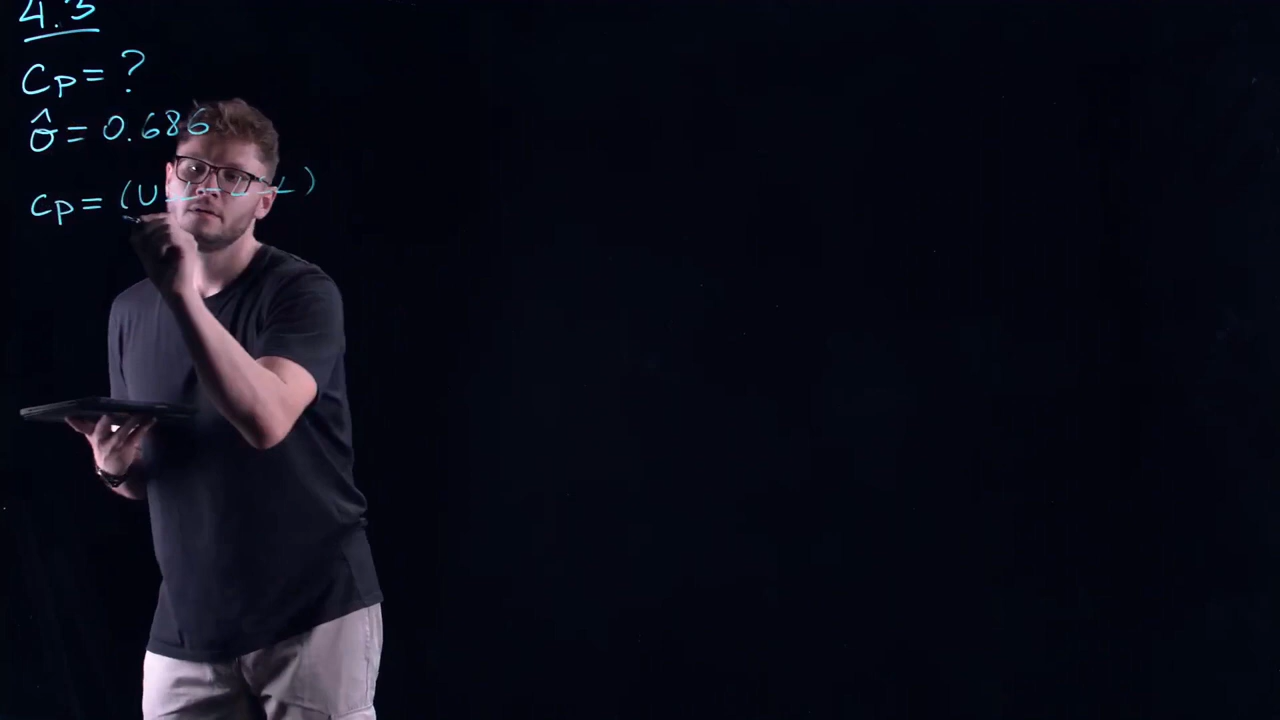 4.3
Cp = ?
σ̂ = 0.686
Cp = (U